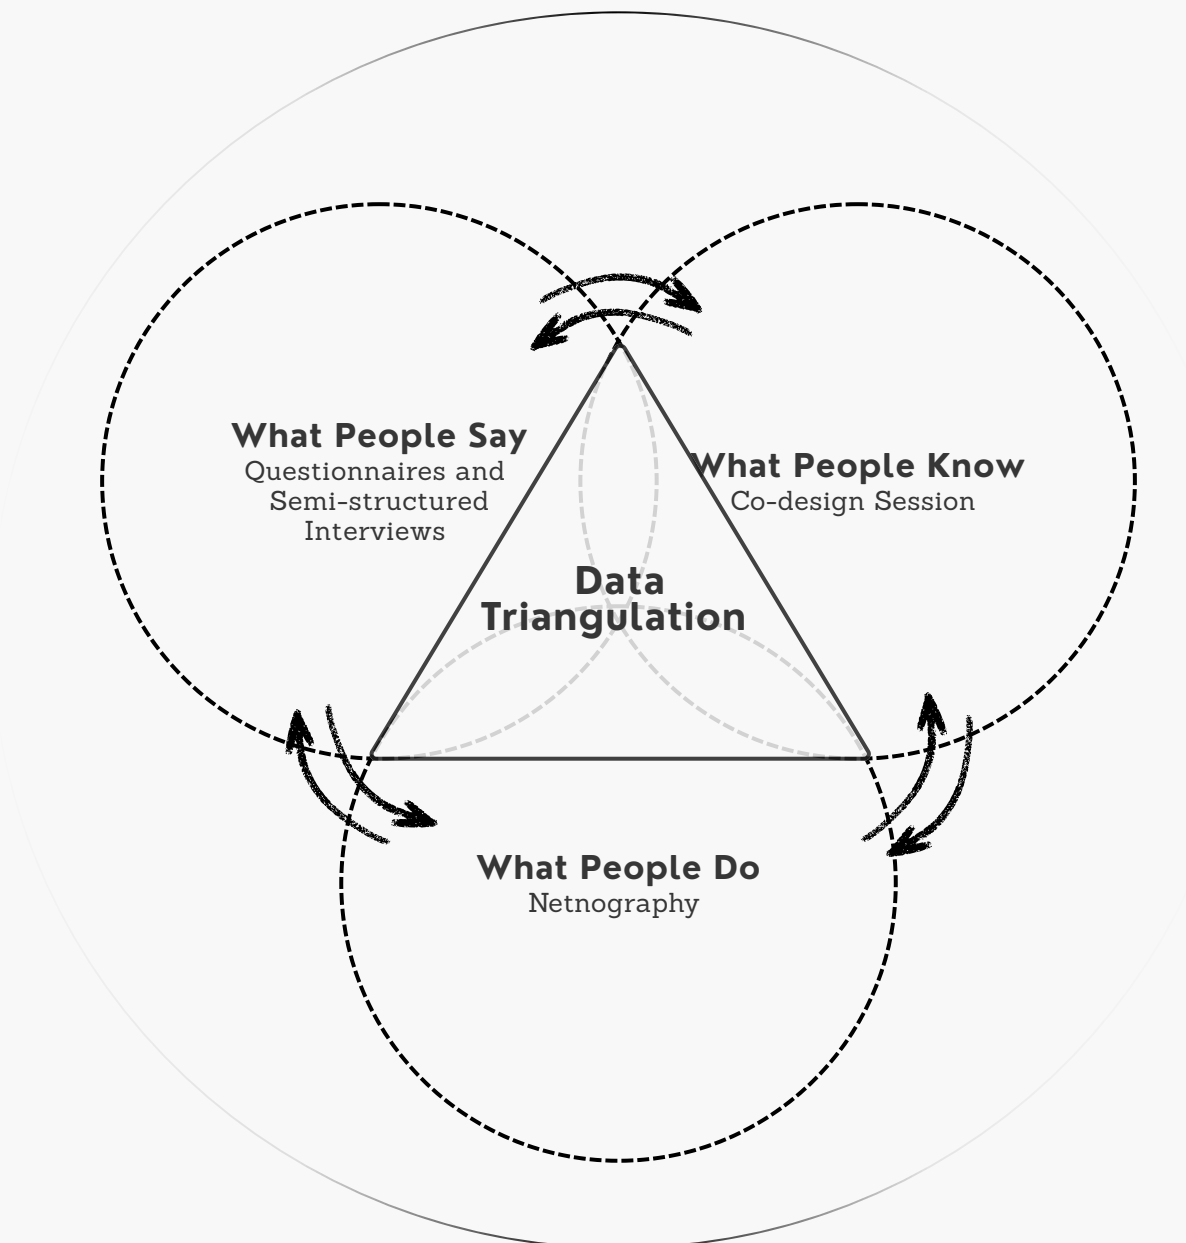 What People Say
Questionnaires and
Semi-structured
Interviews
What People Know
Co-design Session
Data
Triangulation
What People Do
Netnography